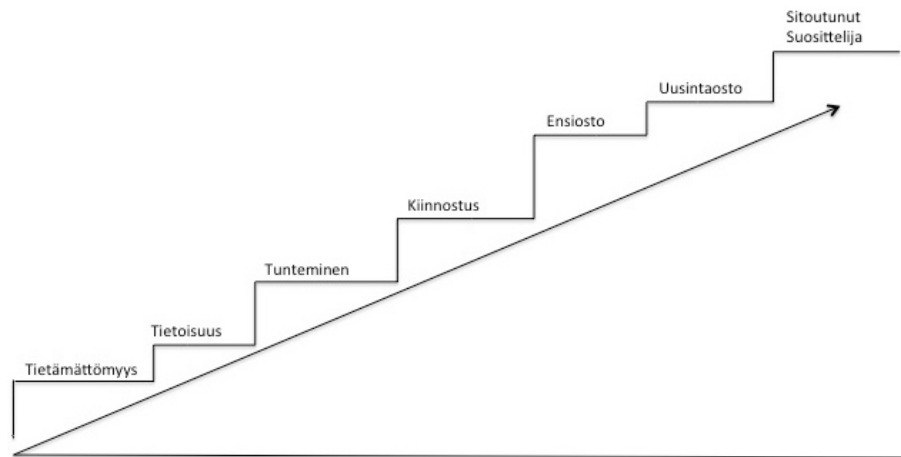 Sitoutunut
Suosittelija
Uusintaosto
Ensiosto
Kiinnostus
Tunteminen
Tietoisuus
Tietämättömyys